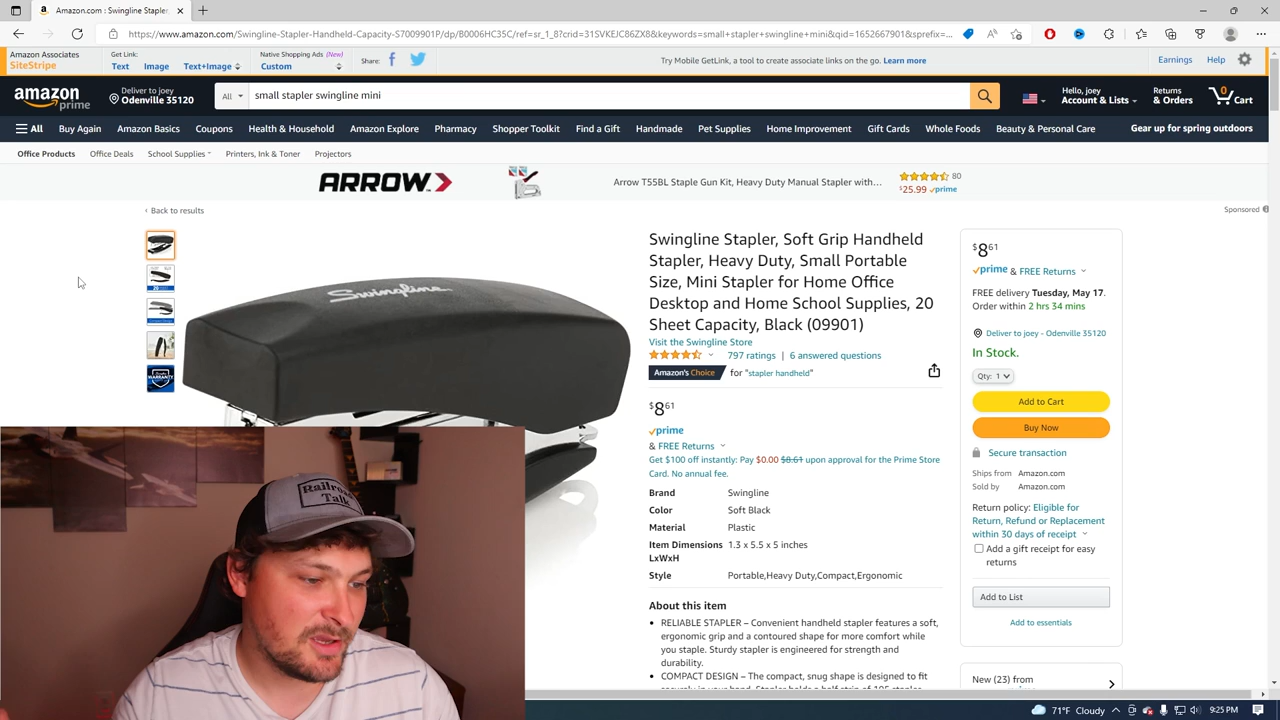 Amazon.com : Swingline Stapler,
https://www.amazon.com/Swingline-Stapler-Handheld-Capacity-S7009901P/dp/B0006HC35C/ref=sr_1_8?crid=31SVKEJC86ZX8&keywords=small+stapler+swingline+mini&qid=1652667901&sprefix=...
Amazon Associates
SiteStripe
Get Link:
Text Image Text+Image
Native Shopping Ads (New)
Custom
Share:
Try Mobile GetLink, a tool to create associate links on the go. Learn more
Earnings Help
amazon
prime
Deliver to joey
Odenville 35120
All small stapler swingline mini
Hello, joey
Account & Lists
Returns
& Orders
0
Cart
All Buy Again Amazon Basics Coupons Health & Household Amazon Explore Pharmacy Shopper Toolkit Find a Gift Handmade Pet Supplies Home Improvement Gift Cards Whole Foods Beauty & Personal Care Gear up for spring outdoors
Office Products Office Deals School Supplies Printers, Ink & Toner Projectors
ARROW
Arrow T55BL Staple Gun Kit, Heavy Duty Manual Stapler with...
80
$25.99 prime
Sponsored
‹ Back to results
Swingline
Swingline Stapler, Soft Grip Handheld
Stapler, Heavy Duty, Small Portable
Size, Mini Stapler for Home Office
Desktop and Home School Supplies, 20
Sheet Capacity, Black (09901)
Visit the Swingline Store
797 ratings | 6 answered questions
Amazon's Choice for "stapler handheld"
$8 61
prime
& FREE Returns
Get $100 off instantly: Pay $0.00 $8.61 upon approval for the Prime Store
Card. No annual fee.
Brand Swingline
Color Soft Black
Material Plastic
Item Dimensions 1.3 x 5.5 x 5 inches
LxWxH
Style Portable,Heavy Duty,Compact,Ergonomic
About this item
• RELIABLE STAPLER – Convenient handheld stapler features a soft,
ergonomic grip and a contoured shape for more comfort while
you staple. Sturdy stapler is engineered for strength and
durability.
• COMPACT DESIGN – The compact, snug shape is designed to fit
$8 61
prime & FREE Returns
FREE delivery Tuesday, May 17.
Order within 2 hrs 34 mins
Deliver to joey - Odenville 35120
In Stock.
Qty: 1
Add to Cart
Buy Now
Secure transaction
Ships from Amazon.com
Sold by Amazon.com
Return policy: Eligible for
Return, Refund or Replacement
within 30 days of receipt
Add a gift receipt for easy
returns
Add to List
Add to essentials
New (23) from
Railroad
Talk
71°F Cloudy
9:25 PM